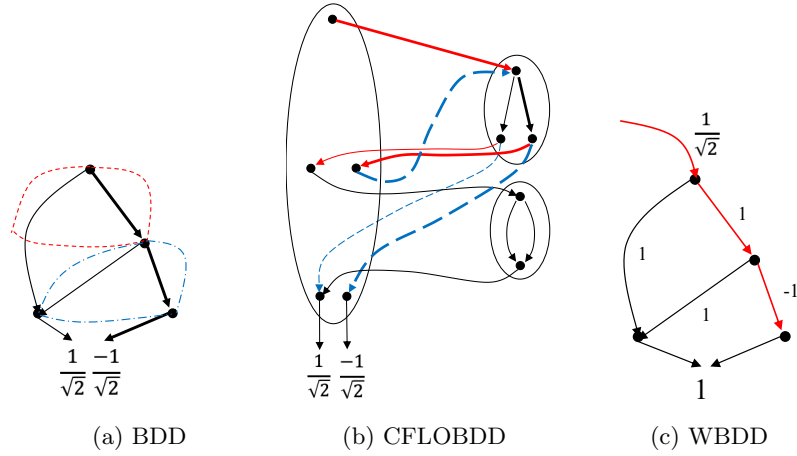 1/√2 -1/√2
(a) BDD
1/√2 -1/√2
(b) CFLOBDD
1/√2
1
1
-1
1
1
(c) WBDD